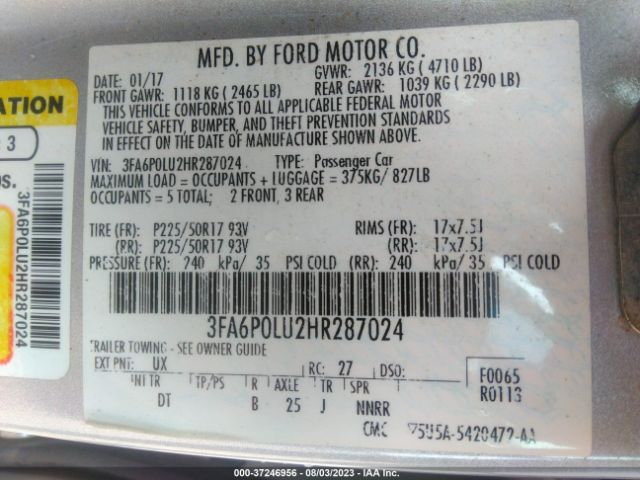 MFD. BY FORD MOTOR CO.
DATE: 01/17
GVWR: 2136 KG ( 4710 LB)
FRONT GAWR: 1118 KG ( 2465 LB)
REAR GAWR: 1039 KG ( 2290 LB)
THIS VEHICLE CONFORMS TO ALL APPLICABLE FEDERAL MOTOR
VEHICLE SAFETY, BUMPER, AND THEFT PREVENTION STANDARDS
IN EFFECT ON THE DATE OF MANUFACTURE SHOWN ABOVE.
VIN: 3FA6P0LU2HR287024 TYPE: Passenger Car
MAXIMUM LOAD = OCCUPANTS + LUGGAGE = 375KG/ 827LB
OCCUPANTS = 5 TOTAL; 2 FRONT, 3 REAR
TIRE (FR): P225/50R17 93V RIMS (FR): 17x7.5J
(RR): P225/50R17 93V (RR): 17x7.5J
PRESSURE (FR): 240 kPa/ 35 PSI COLD (RR): 240 kPa/ 35 PSI COLD
3FA6P0LU2HR287024
TRAILER TOWING - SEE OWNER GUIDE
EXT PNT: UX RC: 27 DSO:
INT TR TP/PS R AXLE TR SPR
DT B 25 J NNRR
F0065
R0113
5U5A-5420472-AA
ATION
3
OS.
3FA6P0LU2HR287024
000 - 37246956 - 08/03/2023 - IAA Inc.